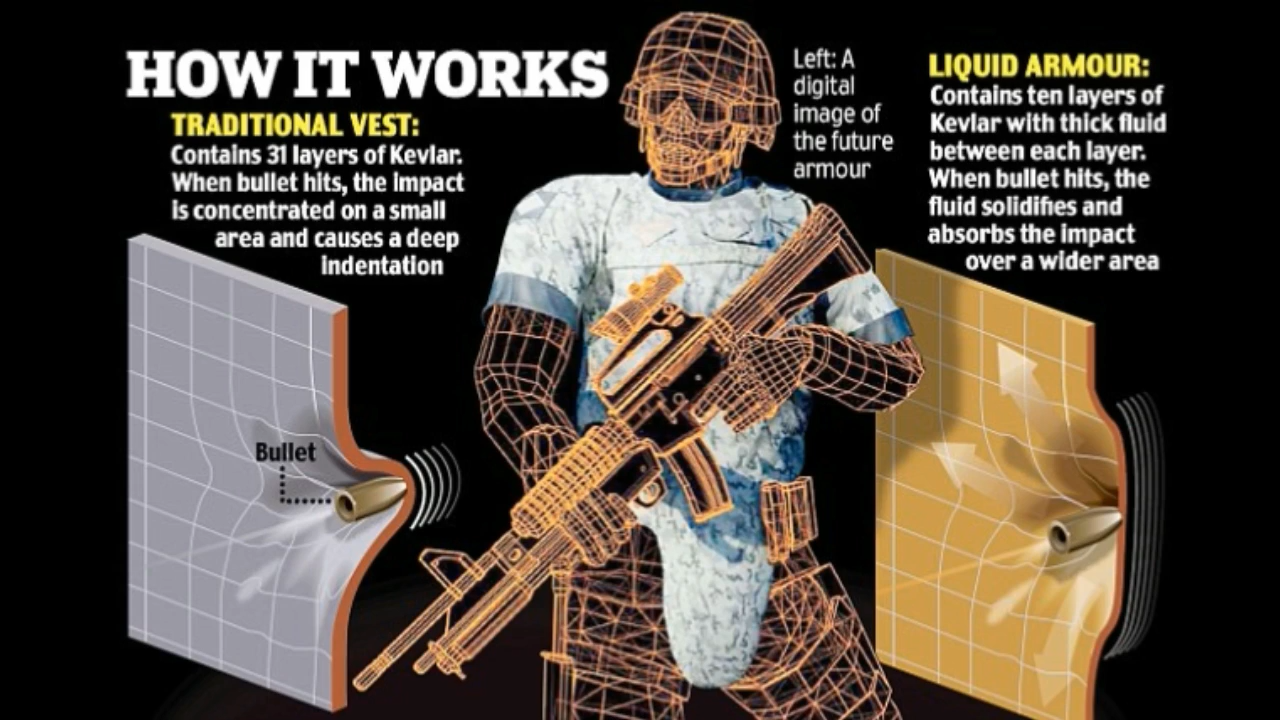 HOW IT WORKS
TRADITIONAL VEST:
Contains 31 layers of Kevlar.
When bullet hits, the impact
is concentrated on a small
area and causes a deep
indentation
Bullet
Left: A
digital
image of
the future
armour
LIQUID ARMOUR:
Contains ten layers of
Kevlar with thick fluid
between each layer.
When bullet hits, the
fluid solidifies and
absorbs the impact
over a wider area